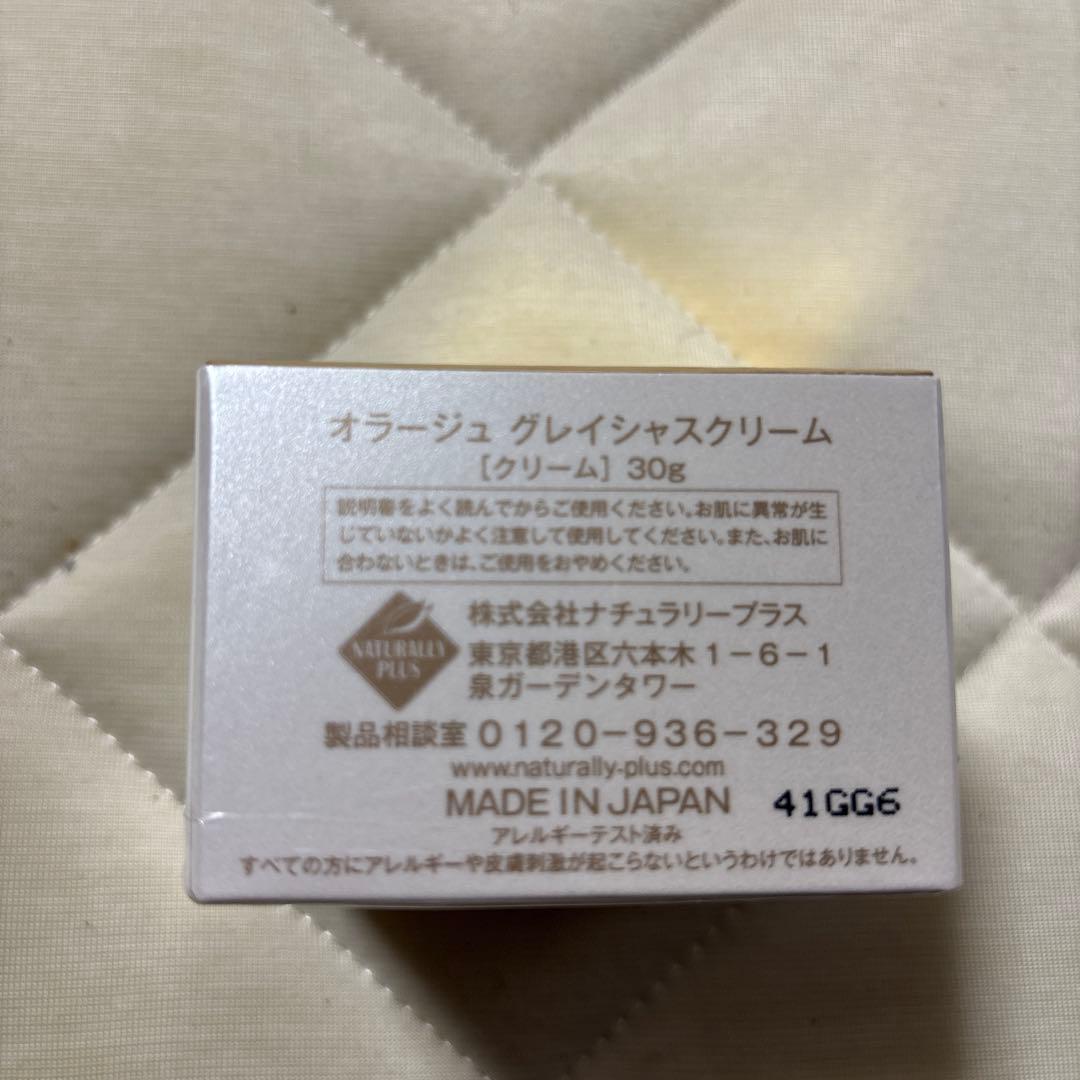 オラージュ グレイシャスクリーム
[クリーム] 30g
説明書をよく読んでからご使用ください。お肌に異常が生
じていないかよく注意して使用してください。また、お肌に
合わないときは、ご使用をおやめください。
NATURALLY
PLUS
株式会社ナチュラリープラス
東京都港区六本木1-6-1
泉ガーデンタワー
製品相談室 0120-936-329
www.naturally-plus.com
MADE IN JAPAN 41GG6
アレルギーテスト済み
すべての方にアレルギーや皮膚刺激が起こらないというわけではありません。